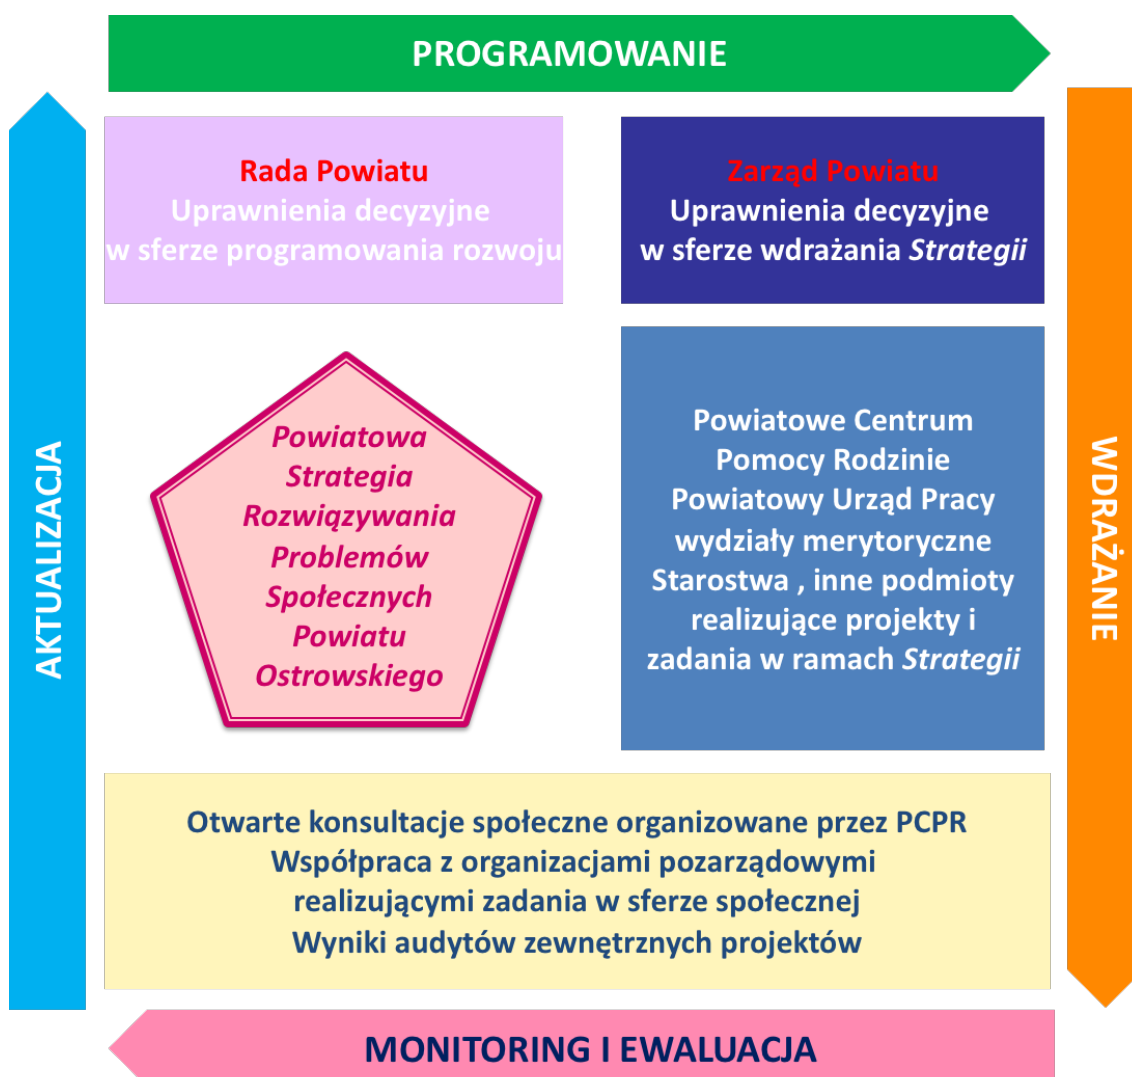 PROGRAMOWANIE
Rada Powiatu
Uprawnienia decyzyjne
w sferze programowania rozwoju
Zarząd Powiatu
Uprawnienia decyzyjne
w sferze wdrażania Strategii
AKTUALIZACJA
Powiatowa
Strategia
Rozwiązywania
Problemów
Społecznych
Powiatu
Ostrowskiego
Powiatowe Centrum
Pomocy Rodzinie
Powiatowy Urząd Pracy
wydziały merytoryczne
Starostwa , inne podmioty
realizujące projekty i
zadania w ramach Strategii
WDRAŻANIE
Otwarte konsultacje społeczne organizowane przez PCPR
Współpraca z organizacjami pozarządowymi
realizującymi zadania w sferze społecznej
Wyniki audytów zewnętrznych projektów
MONITORING I EWALUACJA